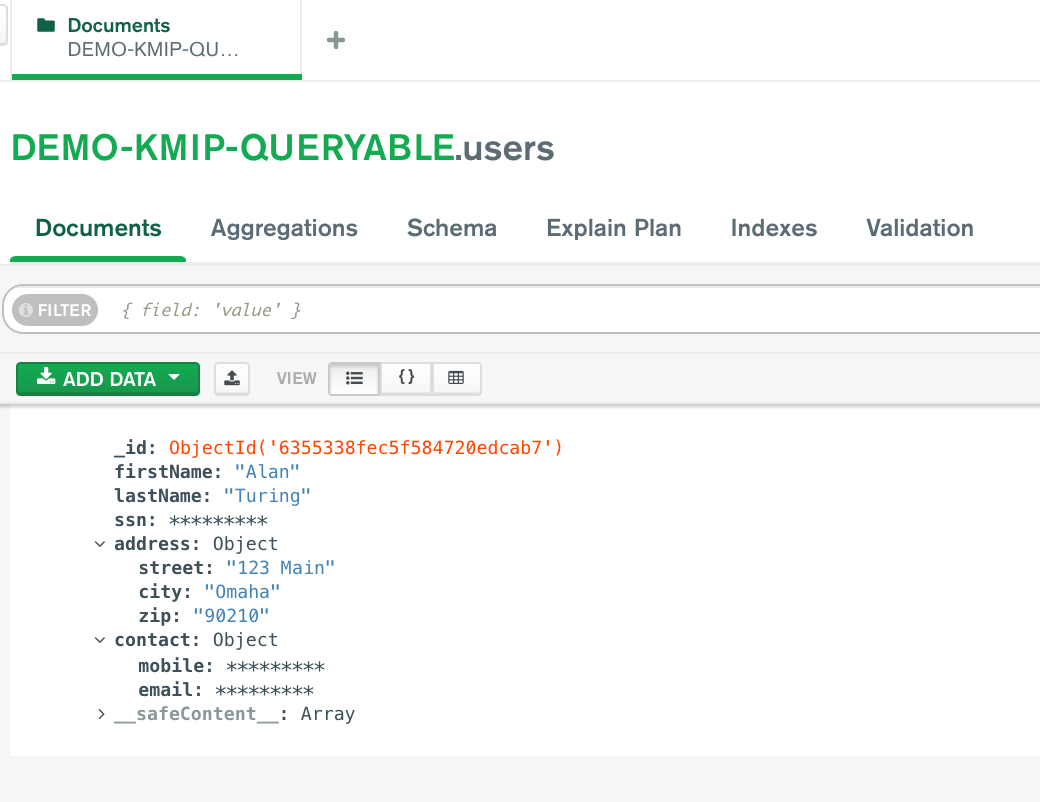 Documents
DEMO-KMIP-QU...
DEMO-KMIP-QUERYABLE.users
Documents Aggregations Schema Explain Plan Indexes Validation
FILTER { field: 'value' }
ADD DATA VIEW { }
_id: ObjectId('6355338fec5f584720edcab7')
firstName: "Alan"
lastName: "Turing"
ssn: *********
address: Object
street: "123 Main"
city: "Omaha"
zip: "90210"
contact: Object
mobile: *********
email: *********
__safeContent__: Array